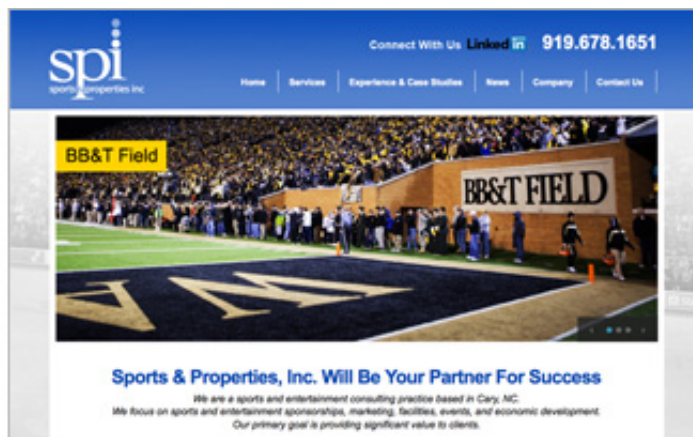 Connect With Us Linked in 919.678.1651
spi
sports & properties inc
Home Services Experience & Case Studies News Company Contact Us
BB&T Field
BB&T FIELD
WA
Sports & Properties, Inc. Will Be Your Partner For Success
We are a sports and entertainment consulting practice based in Cary, NC.
We focus on sports and entertainment sponsorships, marketing, facilities, events, and economic development.
Our primary goal is providing significant value to clients.